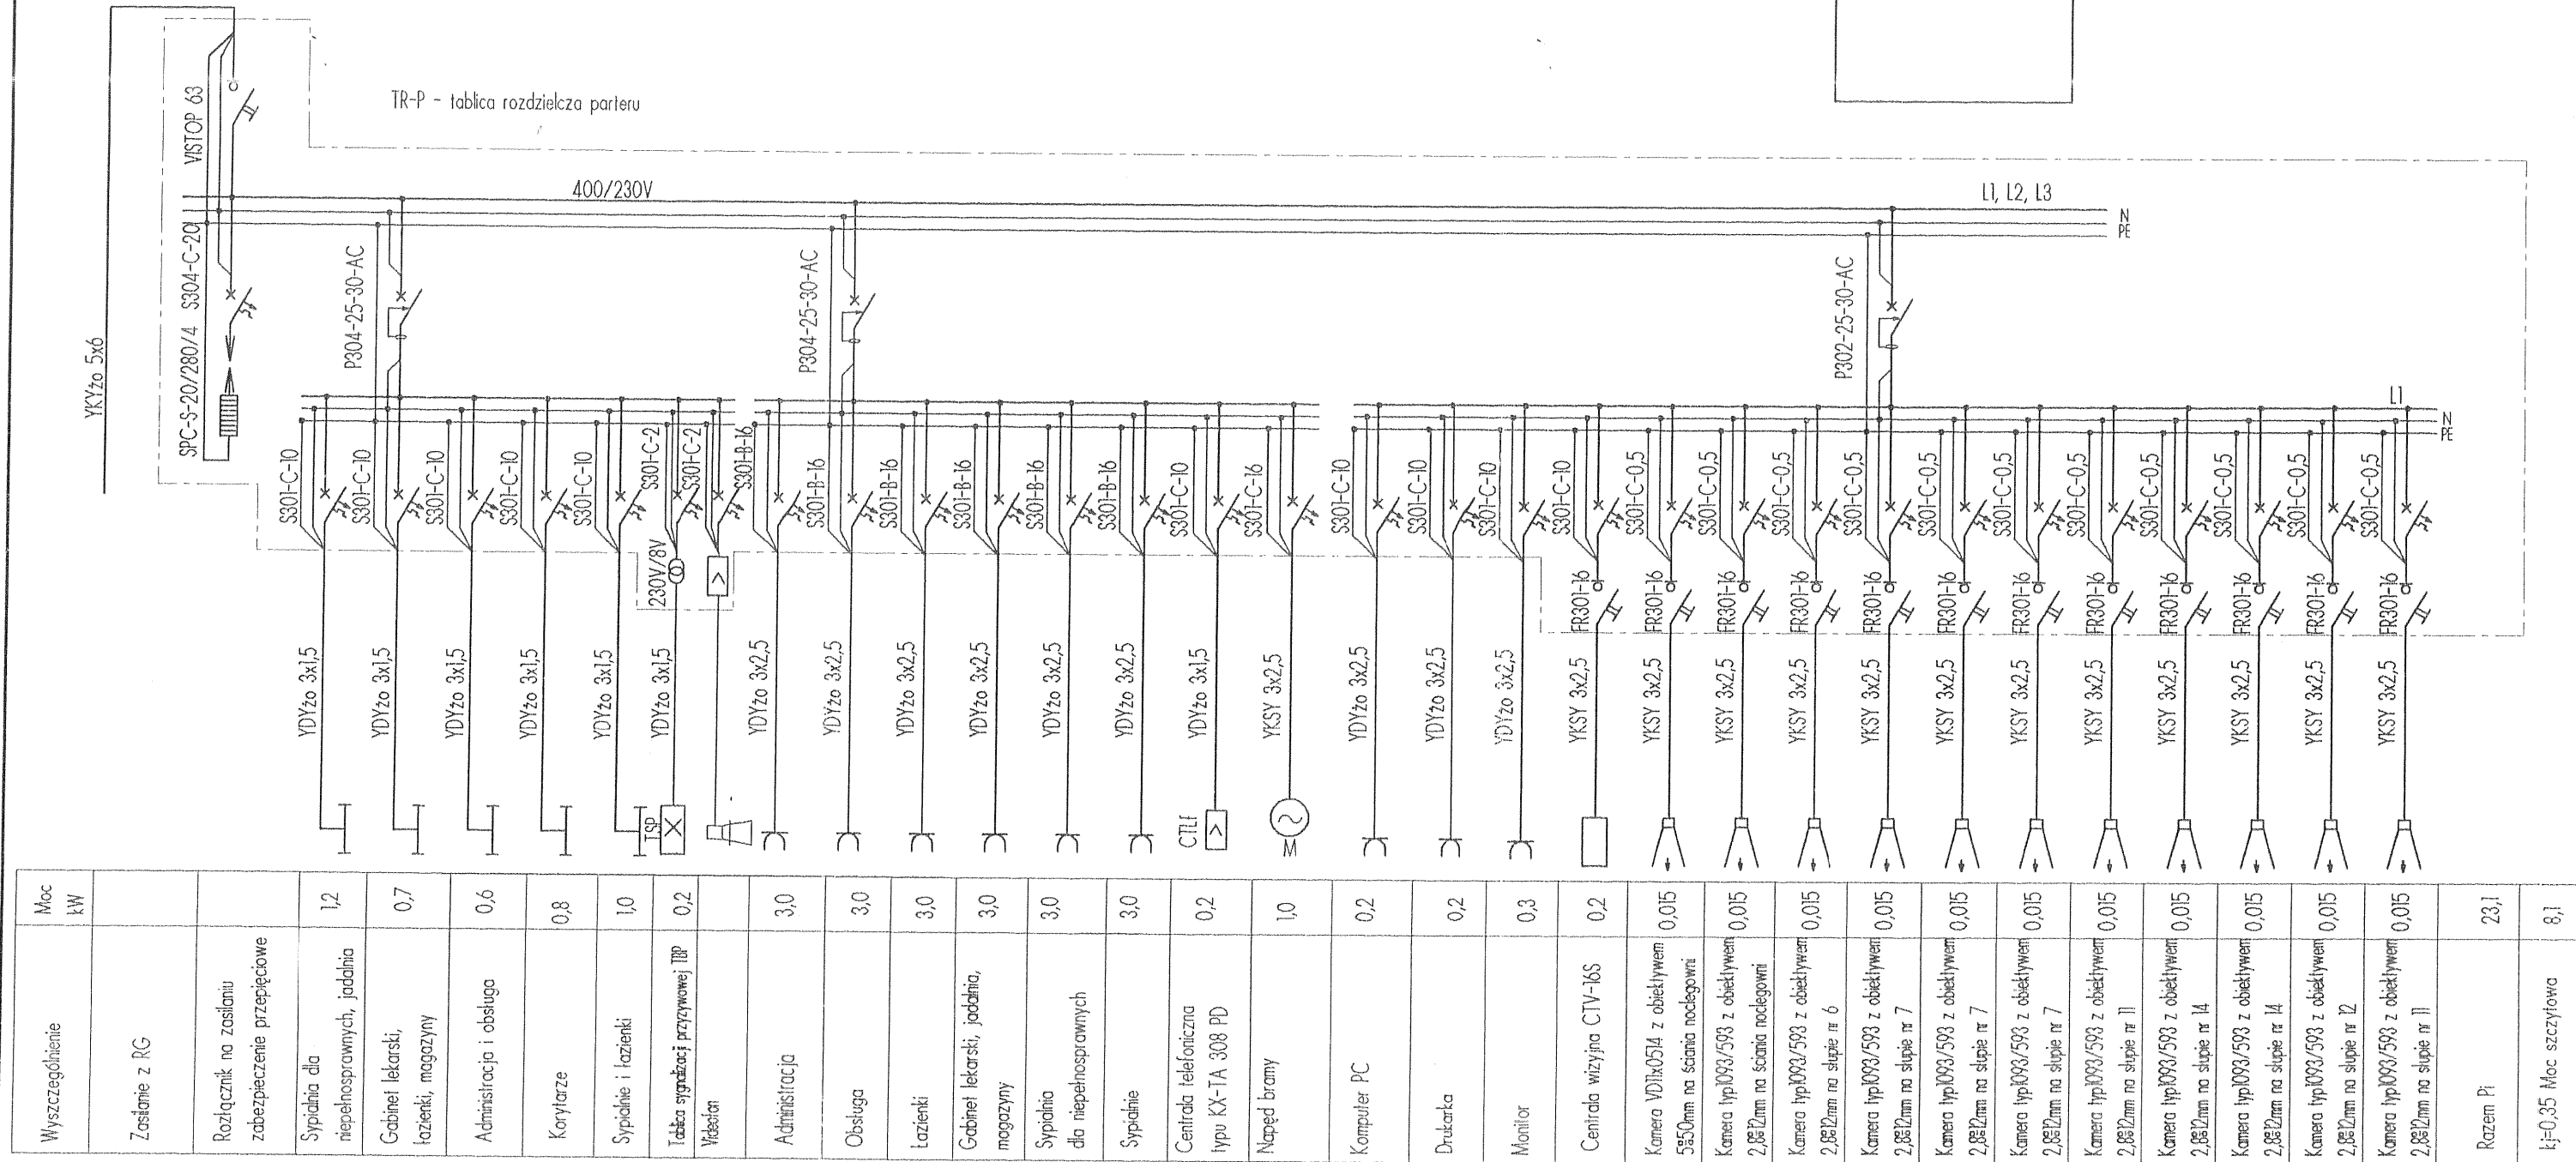 TR-P - tablica rozdzielcza parteru
400/230V
L1, L2, L3
N
PE
YKYżo 5x6
VISTOP 63
SPC-S-20/280/4 S304-C-20
P304-25-30-AC
P304-25-30-AC
P302-25-30-AC
L1
N
PE
S301-C-10
S301-C-10
S301-C-10
S301-C-10
S301-C-10
S301-C-2
S301-C-2
S301-B-16
S301-B-16
S301-B-16
S301-B-16
S301-B-16
S301-B-16
S301-C-10
S301-C-16
S301-C-10
S301-C-10
S301-C-10
S301-C-10
S301-C-0,5
S301-C-0,5
S301-C-0,5
S301-C-0,5
S301-C-0,5
S301-C-0,5
S301-C-0,5
S301-C-0,5
S301-C-0,5
S301-C-0,5
S301-C-0,5
230V/8V
FR301-16
FR301-16
FR301-16
FR301-16
FR301-16
FR301-16
FR301-16
FR301-16
FR301-16
FR301-16
FR301-16
FR301-16
YDYżo 3x1,5
YDYżo 3x1,5
YDYżo 3x1,5
YDYżo 3x1,5
YDYżo 3x1,5
YDYżo 3x1,5
YDYżo 3x2,5
YDYżo 3x2,5
YDYżo 3x2,5
YDYżo 3x2,5
YDYżo 3x2,5
YDYżo 3x2,5
YDYżo 3x1,5
YKSY 3x2,5
YDYżo 3x2,5
YDYżo 3x2,5
YDYżo 3x2,5
YKSY 3x2,5
YKSY 3x2,5
YKSY 3x2,5
YKSY 3x2,5
YKSY 3x2,5
YKSY 3x2,5
YKSY 3x2,5
YKSY 3x2,5
YKSY 3x2,5
YKSY 3x2,5
YKSY 3x2,5
YKSY 3x2,5
TSP
CTLf
M
Wyszczególnienie
Moc
kW
Zasilanie z RG
Rozłącznik na zasilaniu
zabezpieczenie przepięciowe
Sypialnia dla
niepełnosprawnych, jadalnia
1,2
Gabinet lekarski,
łazienki, magazyny
0,7
Administracja i obsługa
0,6
Korytarze
0,8
Sypialnie i łazienki
1,0
Tablica sygnalizacji przyzywowej
0,2
Videofon
Administracja
3,0
Obsługa
3,0
Łazienki
3,0
Gabinet lekarski, jadalnia,
magazyny
3,0
Sypialnia
dla niepełnosprawnych
3,0
Sypialnie
3,0
Centrala telefoniczna
typu KX-TA 308 PD
0,2
Napęd bramy
1,0
Komputer PC
0,2
Drukarka
0,2
Monitor
0,3
Centrala wizyjna CTV-16S
0,2
Kamera VD11x0514 z obiektywem
5850mm na ściania noclegowni
0,015
Kamera typ1093/593 z obiektywem
2,8812mm na ściania noclegowni
0,015
Kamera typ1093/593 z obiektywem
2,8812mm na słupie nr 6
0,015
Kamera typ1093/593 z obiektywem
2,8812mm na słupie nr 7
0,015
Kamera typ1093/593 z obiektywem
2,8812mm na słupie nr 7
0,015
Kamera typ1093/593 z obiektywem
2,8812mm na słupie nr 7
0,015
Kamera typ1093/593 z obiektywem
2,8812mm na słupie nr 11
0,015
Kamera typ1093/593 z obiektywem
2,8812mm na słupie nr 14
0,015
Kamera typ1093/593 z obiektywem
2,8812mm na słupie nr 14
0,015
Kamera typ1093/593 z obiektywem
2,8812mm na słupie nr 12
0,015
Kamera typ1093/593 z obiektywem
2,8812mm na słupie nr 11
0,015
Razem Pi
23,1
kj=0,35 Moc szczytowa
8,1